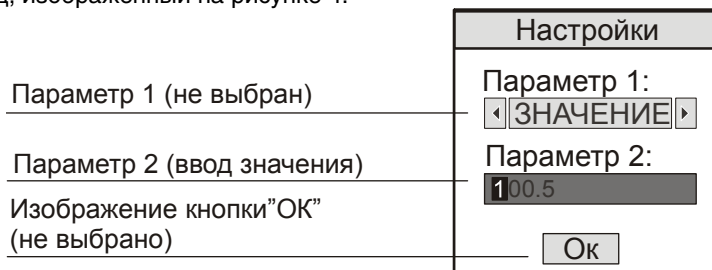 изображенный на рисунке
Настройки
Параметр 1 (не выбран)
Параметр 1:
ЗНАЧЕНИЕ
Параметр 2 (ввод значения)
Параметр 2:
100.5
Изображение кнопки"ОК"
(не выбрано)
Ок